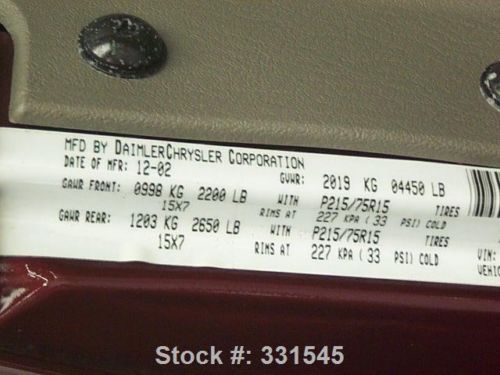 MFD BY DAIMLERCHRYSLER CORPORATION
DATE OF MFR: 12-02 GVWR: 2019 KG 04450 LB
GAWR FRONT: 0998 KG 2200 LB WITH P215/75R15 TIRES
15X7 RIMS AT 227 KPA (33 PSI) COLD
GAWR REAR: 1203 KG 2650 LB WITH P215/75R15 TIRES
15X7 RIMS AT 227 KPA (33 PSI) COLD
VIN:
Stock #: 331545